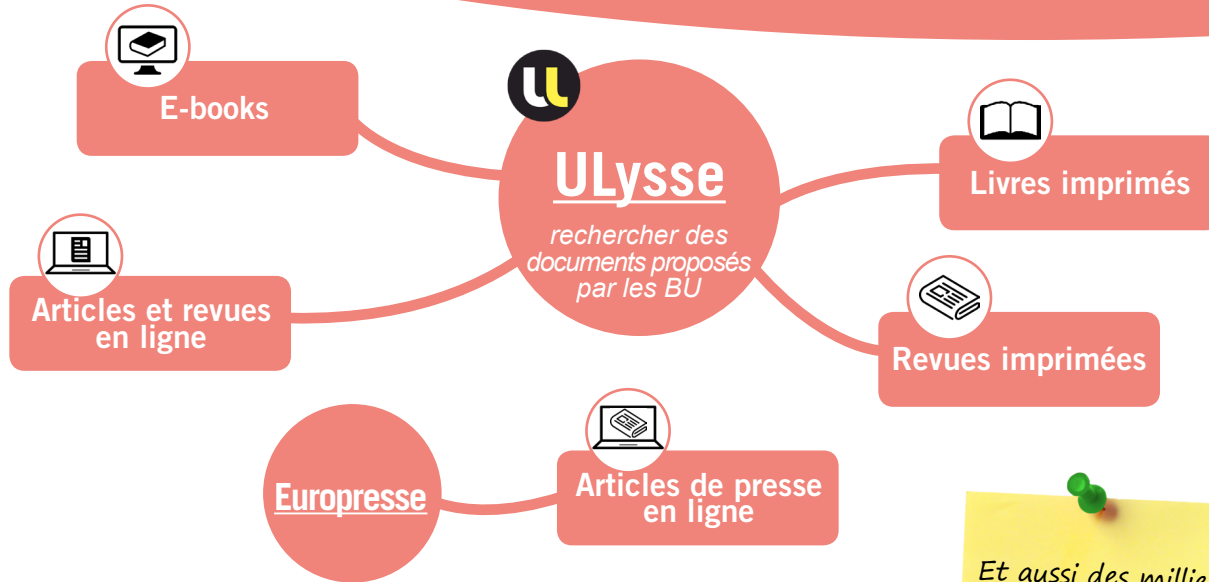 E-books
ULysse
rechercher des
documents proposés
par les BU
Livres imprimés
Articles et revues
en ligne
Revues imprimées
Europresse
Articles de presse
en ligne
Et aussi des